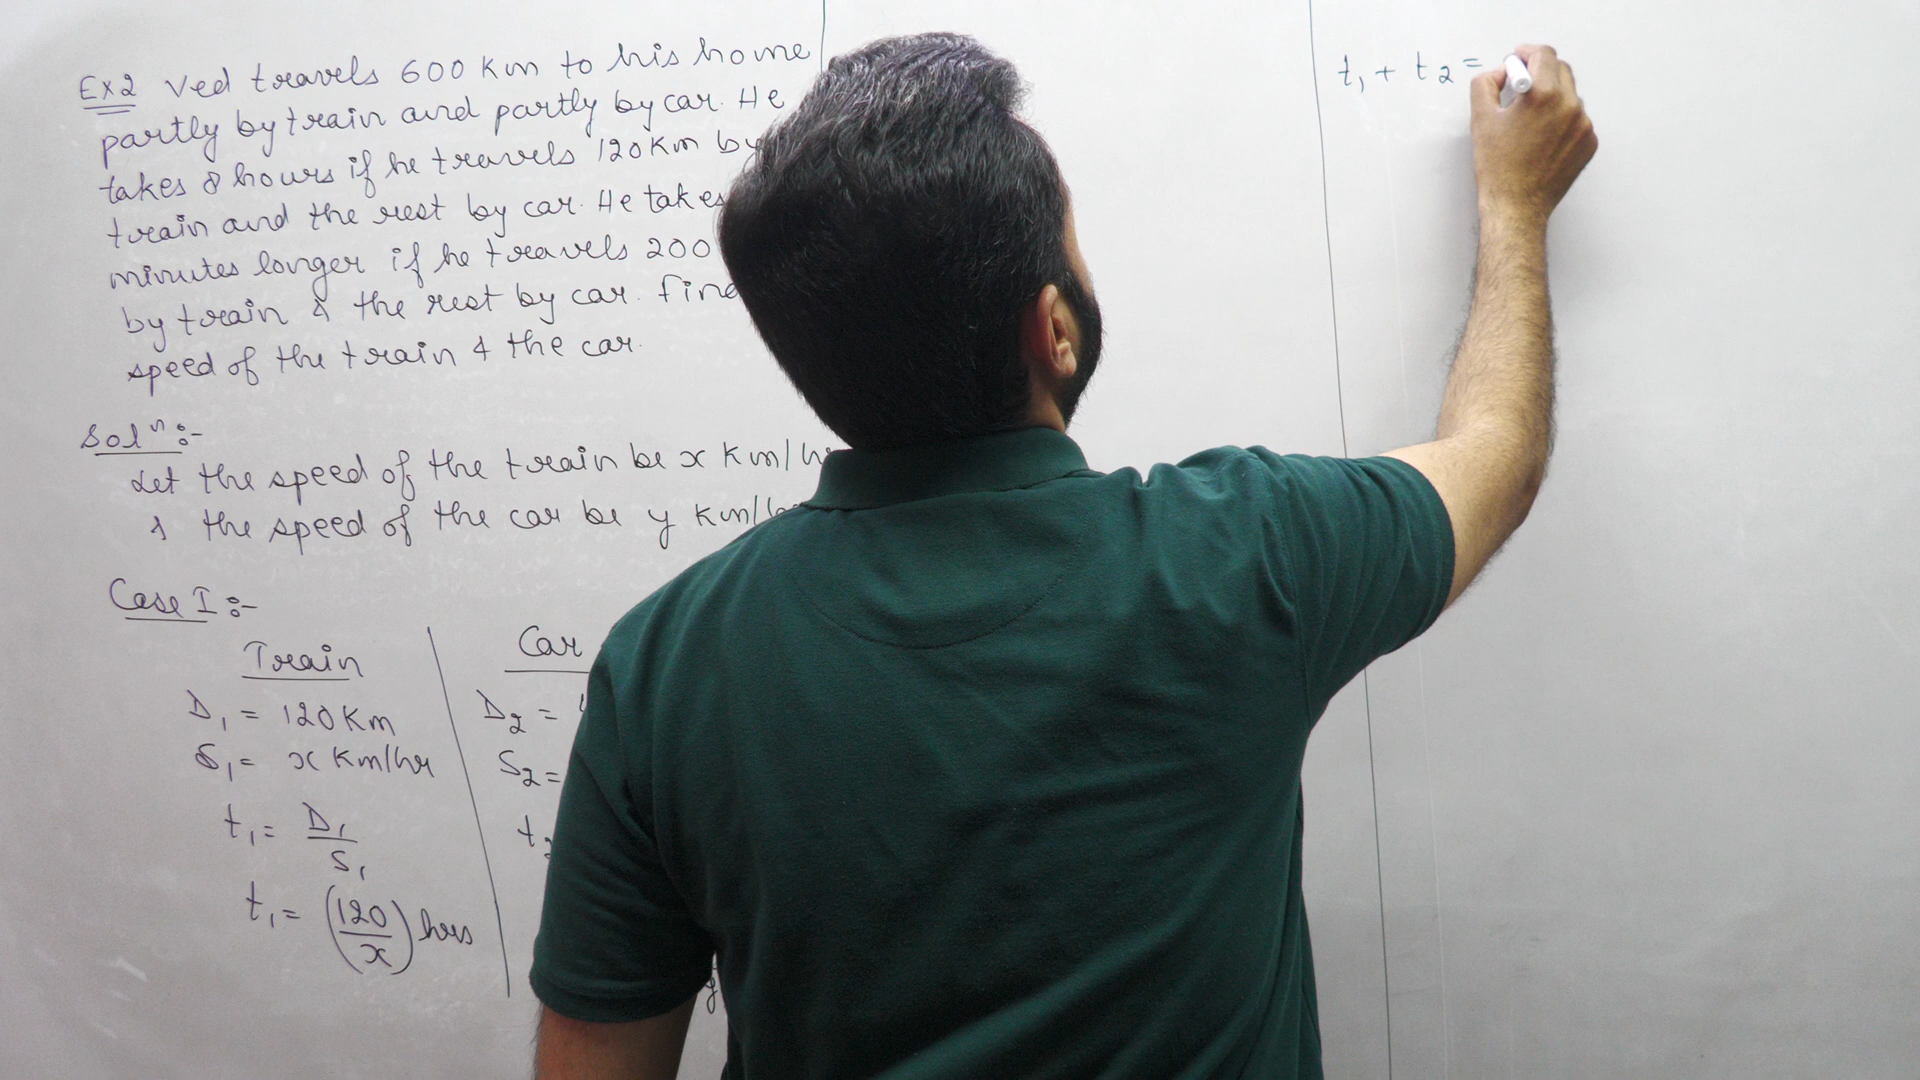 Ex2 Ved travels 600 Km to his home
partly by train and partly by car. He
takes 8 hours if he travels 120 Km by
train and the rest by car. He takes
minutes longer if he travels 200
by train & the rest by car. Find
speed of the train & the car.
Solⁿ:-
Let the speed of the train be x Km/hr
& the speed of the car be y Km/
Case I :-
Train
D₁ = 120 Km
S₁ = x Km/hr
t₁ = D₁/S₁
t₁ = (120/x) hrs
Car
D₂ =
S₂ =
t₂
y
t₁ + t₂ =